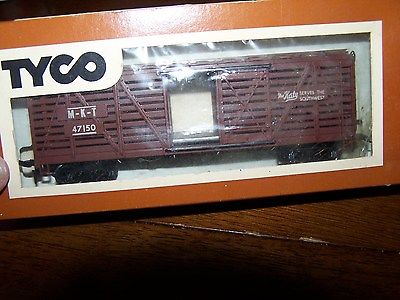 TYCO
M-K-T
47150
The Katy SERVES THE
SOUTHWEST